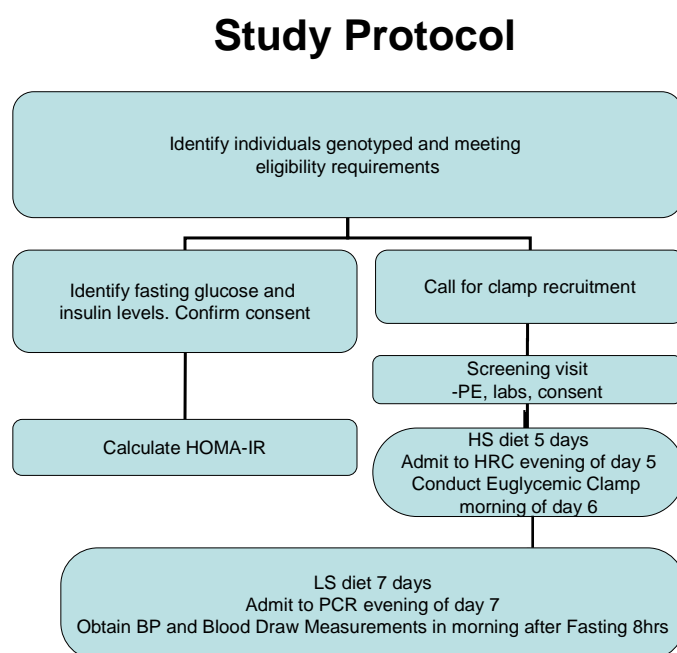 Study Protocol
Identify individuals genotyped and meeting
eligibility requirements
Identify fasting glucose and
insulin levels. Confirm consent
Call for clamp recruitment
Screening visit
-PE, labs, consent
Calculate HOMA-IR
HS diet 5 days
Admit to HRC evening of day 5
Conduct Euglycemic Clamp
morning of day 6
LS diet 7 days
Admit to PCR evening of day 7
Obtain BP and Blood Draw Measurements in morning after Fasting 8hrs